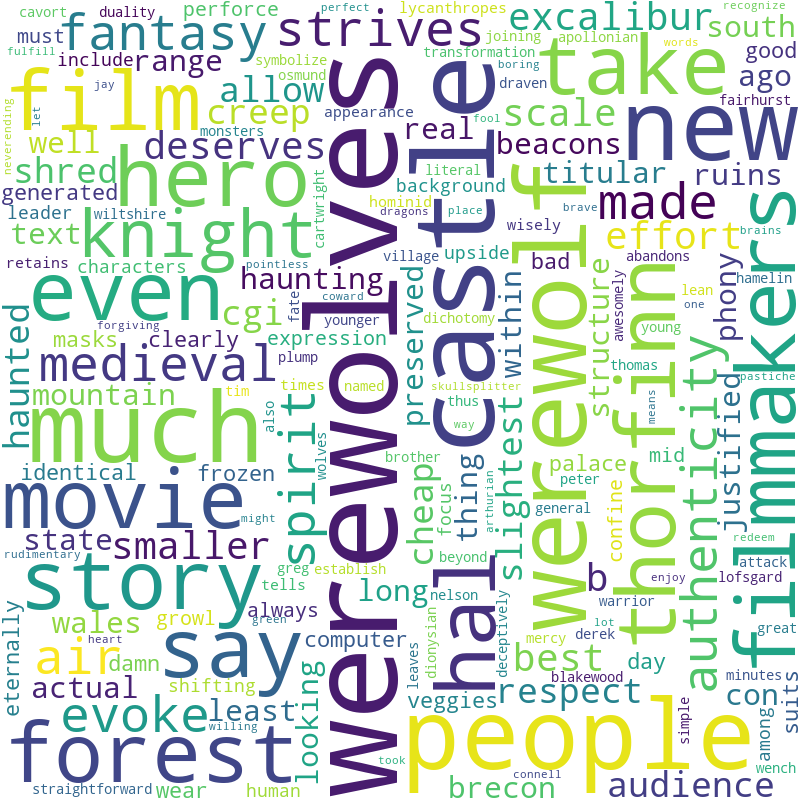 cavort
duality
perforce
lycanthropes
perfect
excalibur
recognize
south
fantasy
strives
must
fulfill
include
range
symbolize
osmund
transformation
joining
boring
apollonian
words
take
good
ago
film
jay
let
neverending
monsters
allow
creep
appearance
draven
fool
scale
new
fairhurst
well
deserves
real
beacons
shred
hero
cartwright
literal
background
hominid
dragons
place
titular
ruins
generated
leader
wiltshire
text
knight
werewolves
castle
werewolf
made
effort
brave
brains
wisely
village
upside
retains
characters
pointless
haunting
bad
abandons
phony
hamelin
even
cgi
fate
coward
younger
preserved
dichotomy
within
structure
awesomely
lean
one
young
forgiving
masks
clearly
expression
haunted
medieval
plump
thomas
pastiche
filmmakers
mountain
times
named
tim
skullsplitter
thus
way
slightest
thorfinn
means
authenticity
justified
much
also
spirit
wolves
brother
thing
arthurian
palace
mid
identical
frozen
cheap
focus
peter
confine
movie
might
general
state
smaller
beyond
hal
b
redeem
attack
rudimentary
story
greg
establish
tells
long
nelson
enjoy
lofsgard
warrior
great
wales
growl
always
green
heart
computer
deceptively
lot
derek
mercy
air
damn
say
dionysian
best
day
minutes
eternally
shifting
actual
looking
leaves
blakewood
respect
con
suits
among
evoke
least
willing
veggies
simple
forest
people
took
connell
wench
straightforward
wear
human
brecon
audience